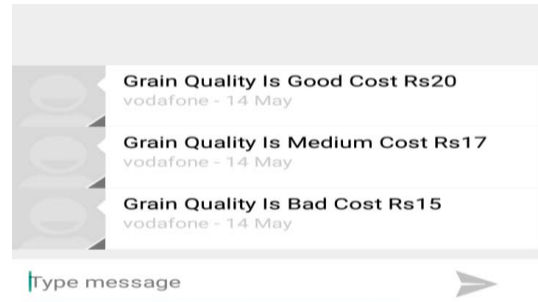 Grain Quality Is Good Cost Rs20
vodafone - 14 May
Grain Quality Is Medium Cost Rs17
vodafone - 14 May
Grain Quality Is Bad Cost Rs15
vodafone - 14 May
Type message